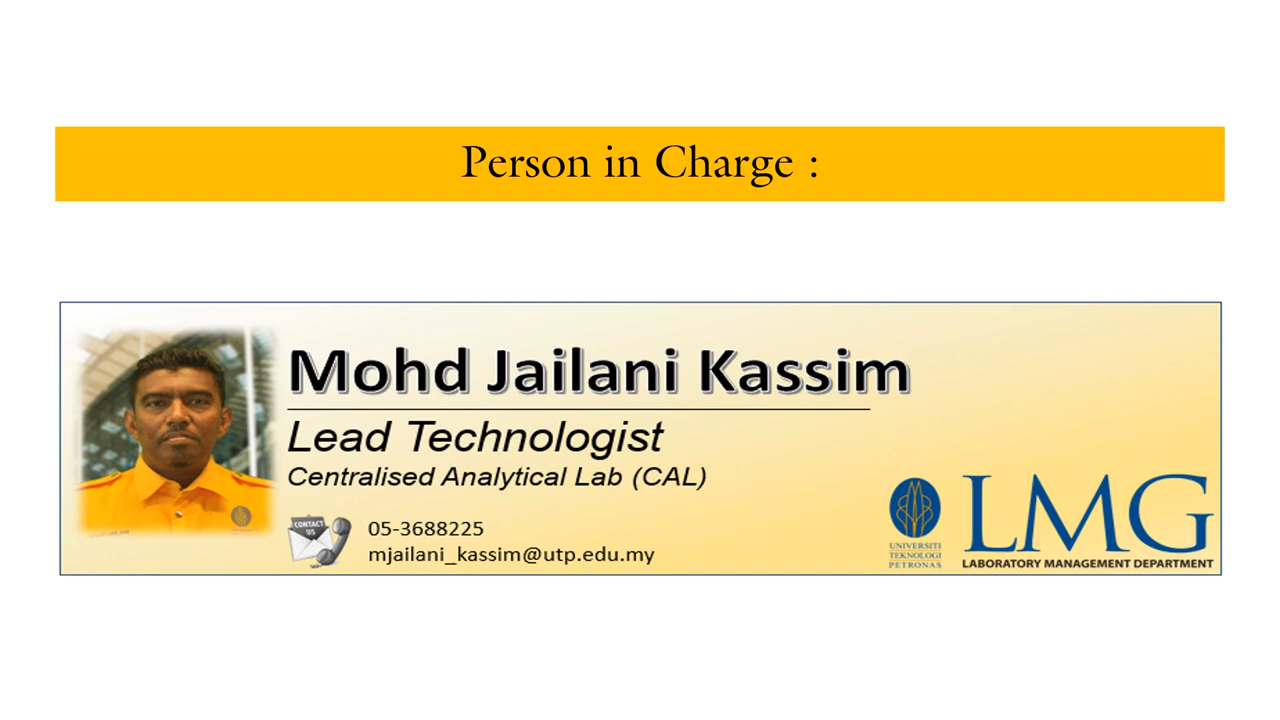 Person in Charge :
Mohd Jailani Kassim
Lead Technologist
Centralised Analytical Lab (CAL)
CONTACT
US
05-3688225
mjailani_kassim@utp.edu.my
UNIVERSITI
TEKNOLOGI
PETRONAS
LMG
LABORATORY MANAGEMENT DEPARTMENT